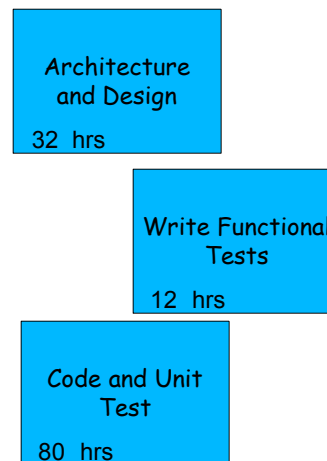 Architecture
and Design
32 hrs
Write Functional
Tests
12 hrs
Code and Unit
Test
80 hrs